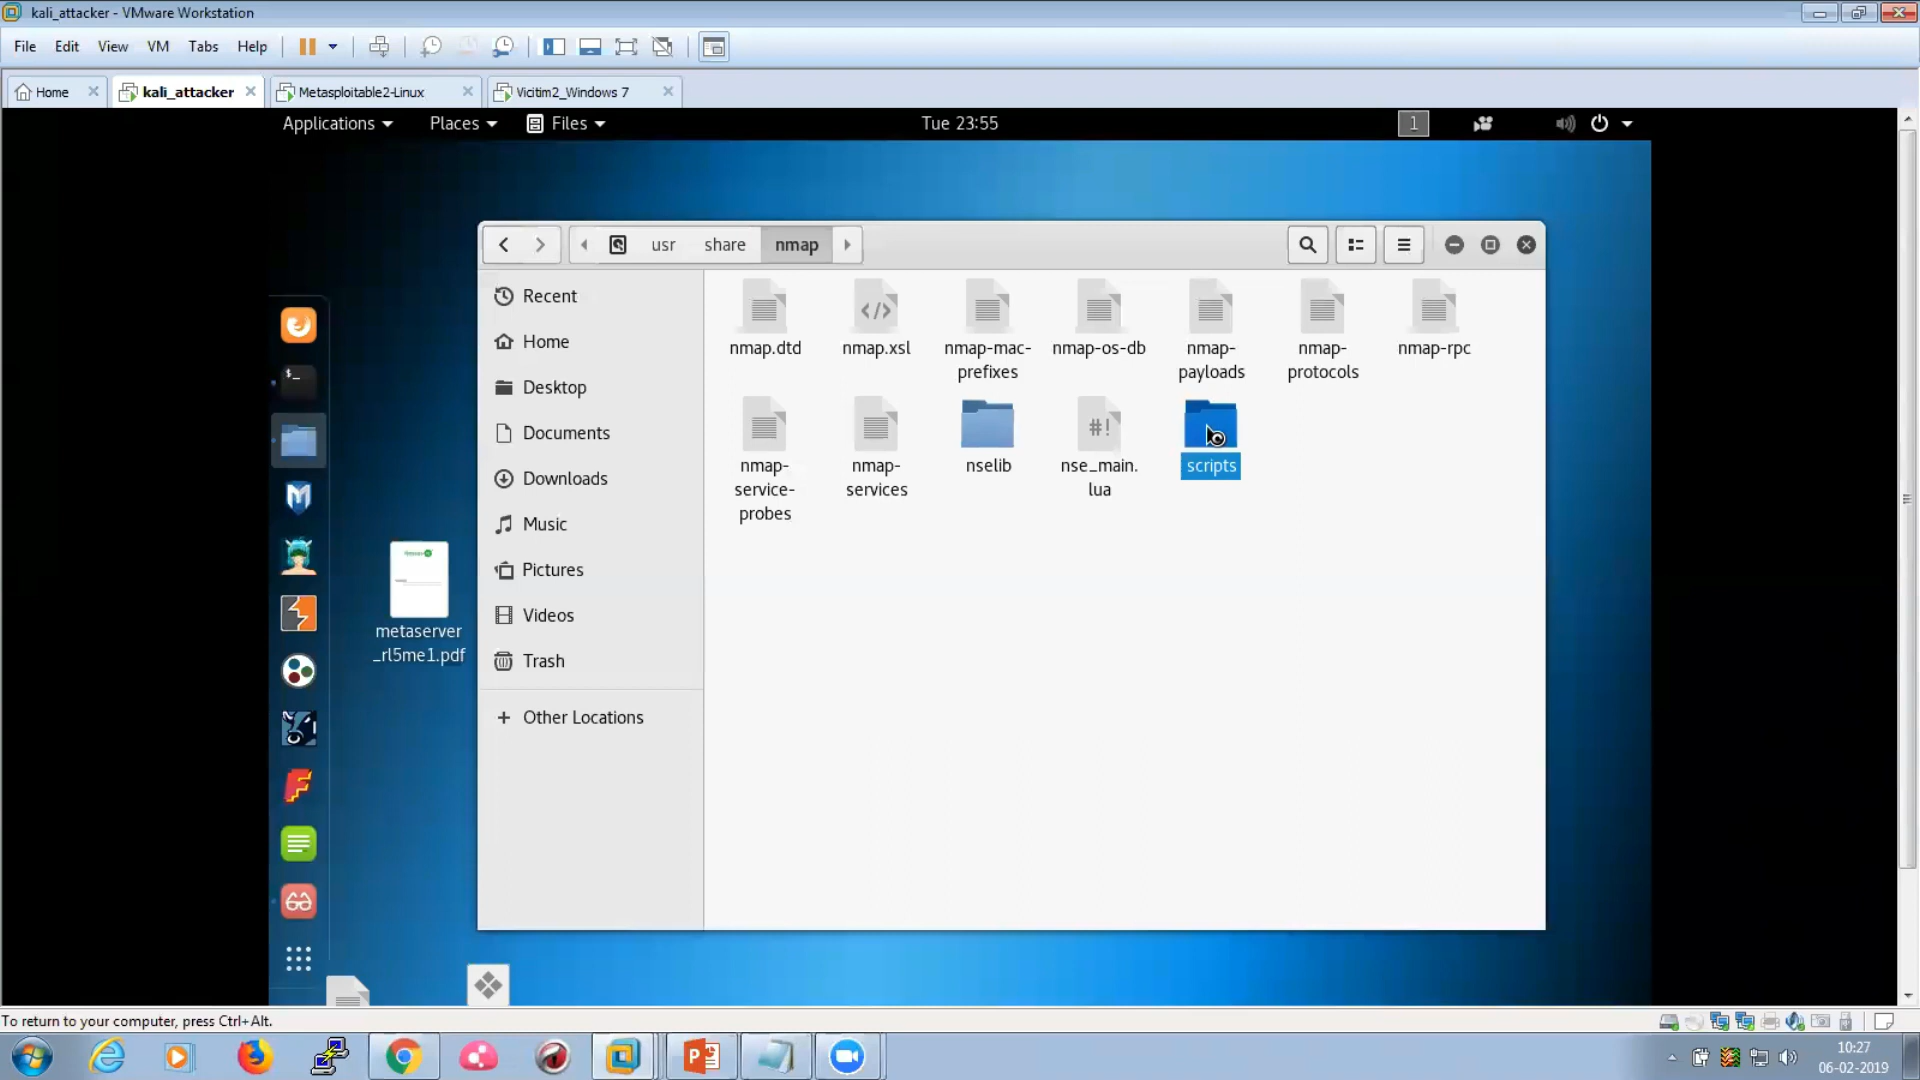 kali_attacker - VMware Workstation
File Edit View VM Tabs Help
Home kali_attacker Metasploitable2-Linux Vicitim2_Windows 7
Applications Places Files Tue 23:55 1
usr share nmap
Recent
Home
Desktop
Documents
Downloads
Music
Pictures
Videos
Trash
+ Other Locations
nmap.dtd
nmap.xsl
nmap-mac-
prefixes
nmap-os-db
nmap-
payloads
nmap-
protocols
nmap-rpc
nmap-
service-
probes
nmap-
services
nselib
#!
nse_main.
lua
scripts
metaserver
_rl5me1.pdf
To return to your computer, press Ctrl+Alt.
10:27
06-02-2019